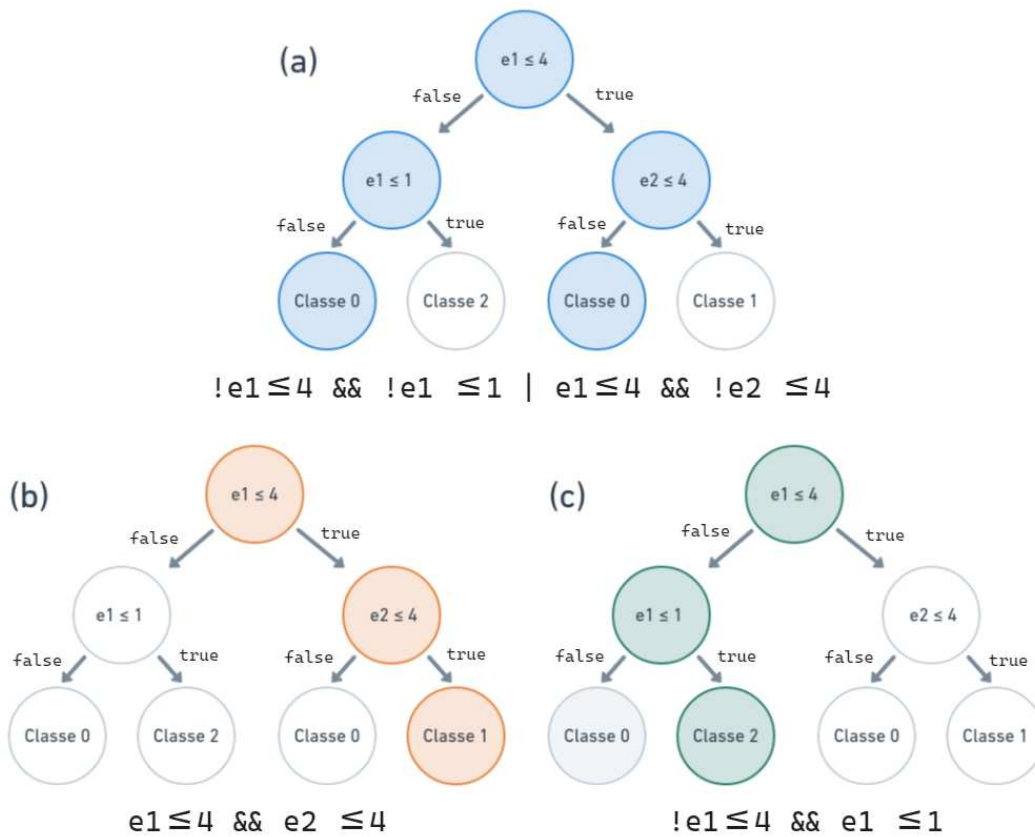 (a)
e1 ≤ 4
false
true
e1 ≤ 1
e2 ≤ 4
false
true
false
true
Classe 0
Classe 2
Classe 0
Classe 1
!e1≦4 && !e1 ≦1 | e1≦4 && !e2 ≦4
(b)
e1 ≤ 4
false
true
e1 ≤ 1
e2 ≤ 4
false
true
false
true
Classe 0
Classe 2
Classe 0
Classe 1
e1≦4 && e2 ≦4
(c)
e1 ≤ 4
false
true
e1 ≤ 1
e2 ≤ 4
false
true
false
true
Classe 0
Classe 2
Classe 0
Classe 1
!e1≦4 && e1 ≦1